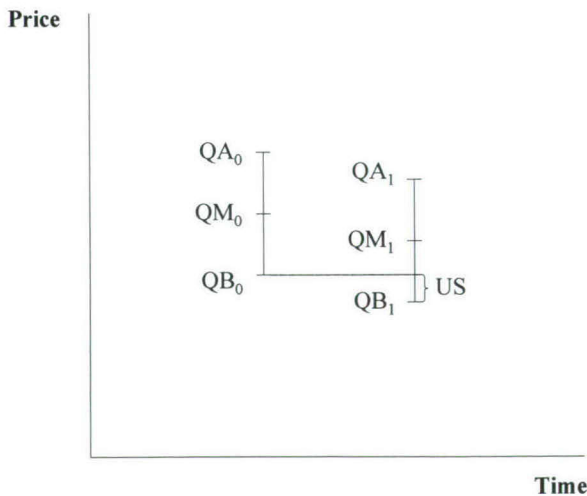 Price
QA₀
QA₁
QM₀
QM₁
QB₀
US
QB₁
Time